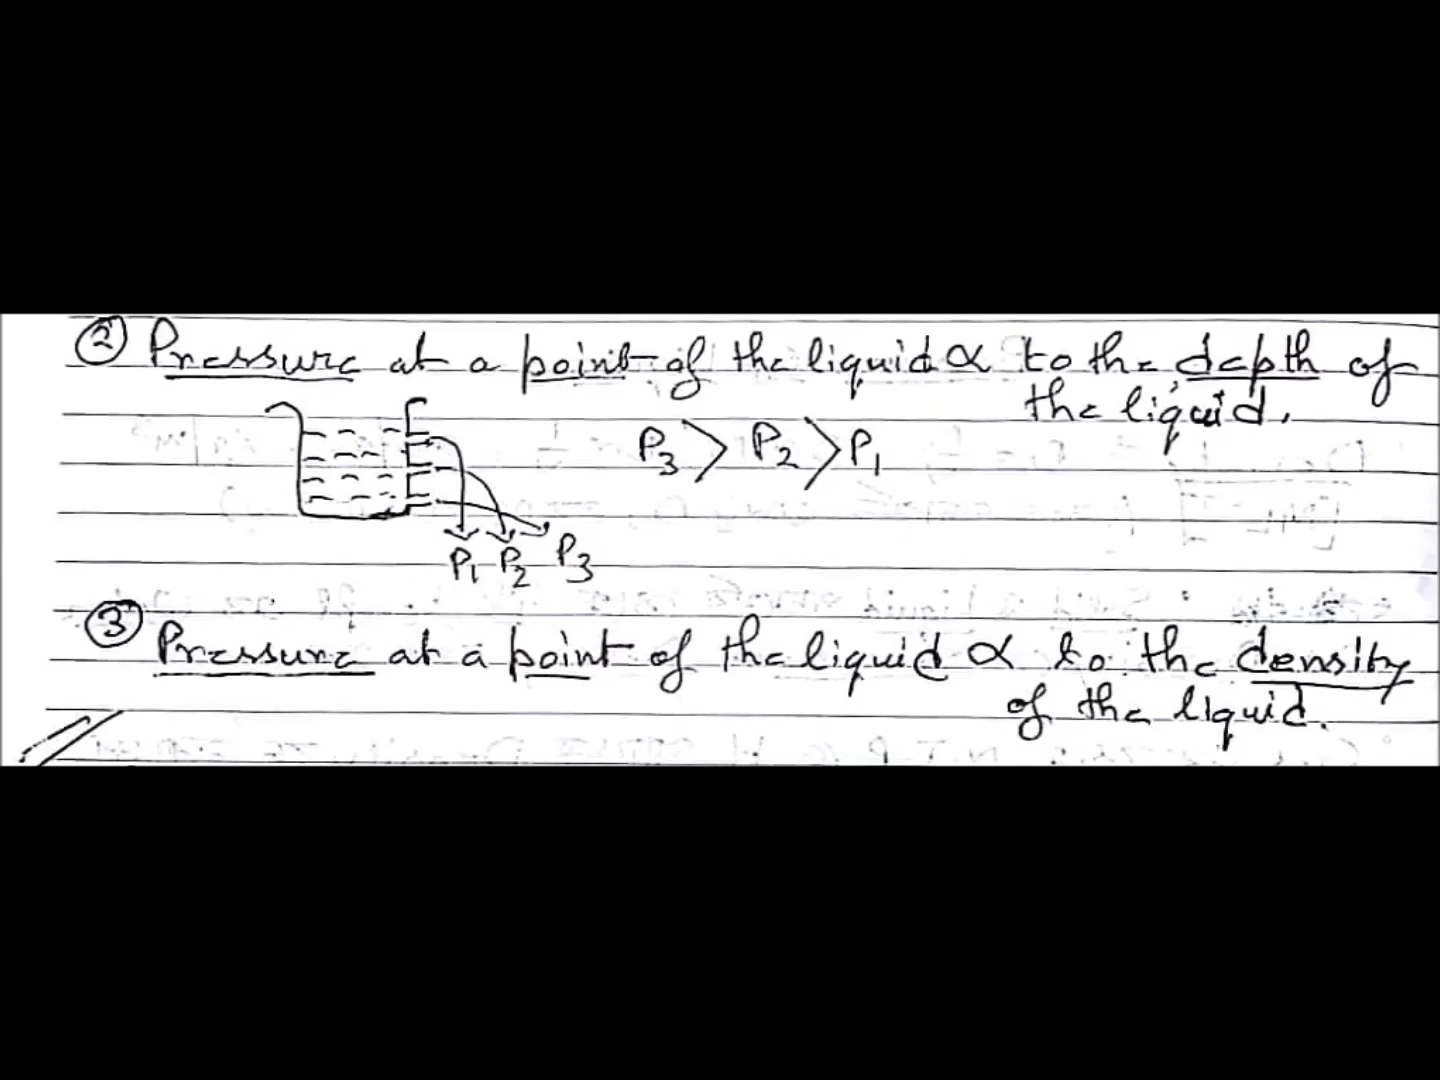 ② Pressure at a point of the liquid ∝ to the depth of
the liquid.
P₃ > P₂ > P₁
P₁ P₂ P₃
③ Pressure at a point of the liquid ∝ to the density
of the liquid.